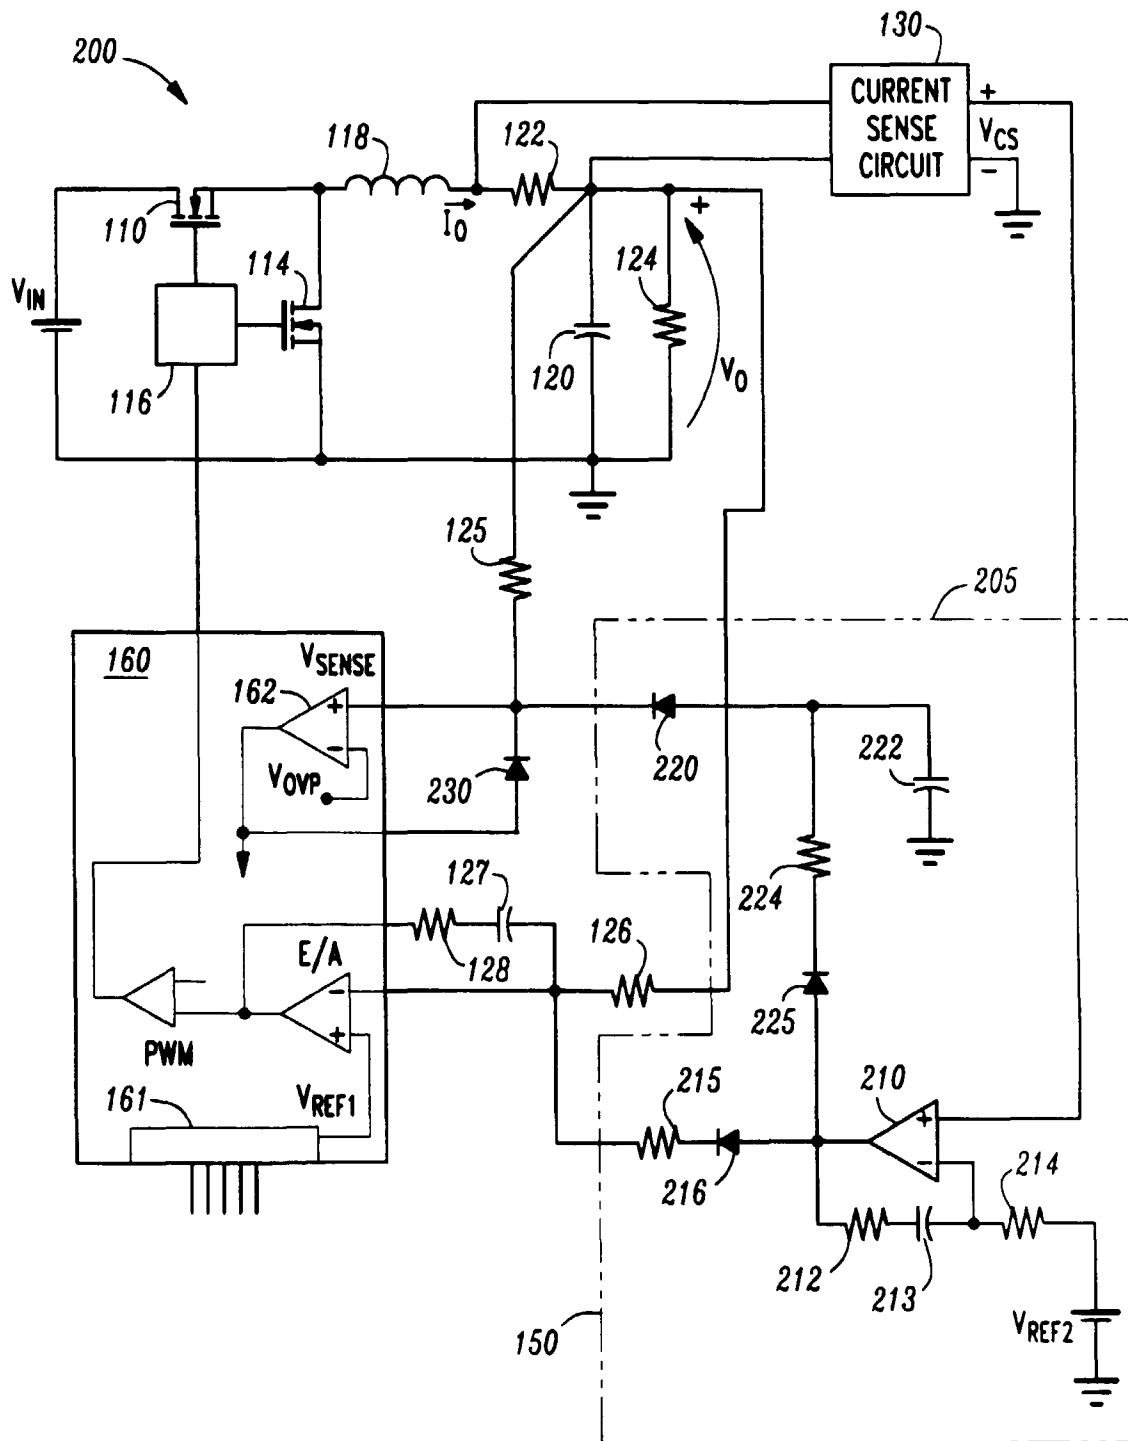 200
130
CURRENT
SENSE
CIRCUIT
+
VCS
-
118
122
110
IO
+
114
124
VIN
120
VO
116
125
205
160
VSENSE
162
+
-
VOVP
230
220
222
127
224
126
E/A
128
-
+
225
PWM
VREF1
161
215
210
+
-
216
214
212
213
VREF2
150